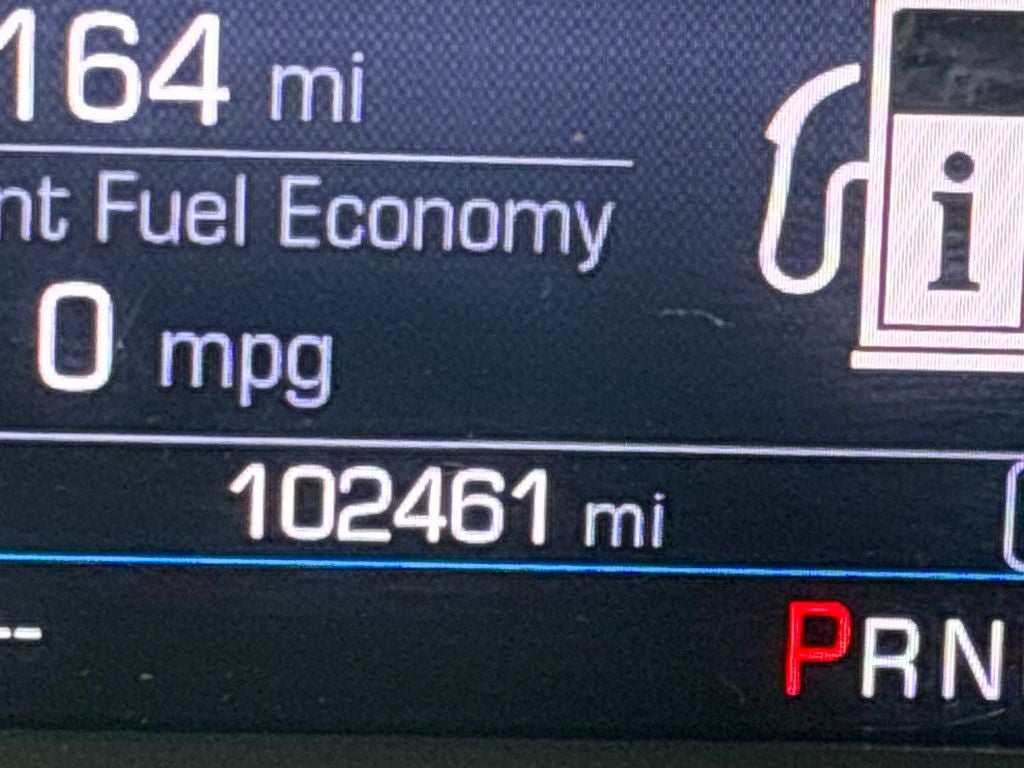 164 mi
nt Fuel Economy
0 mpg
i
102461 mi
--
PRN